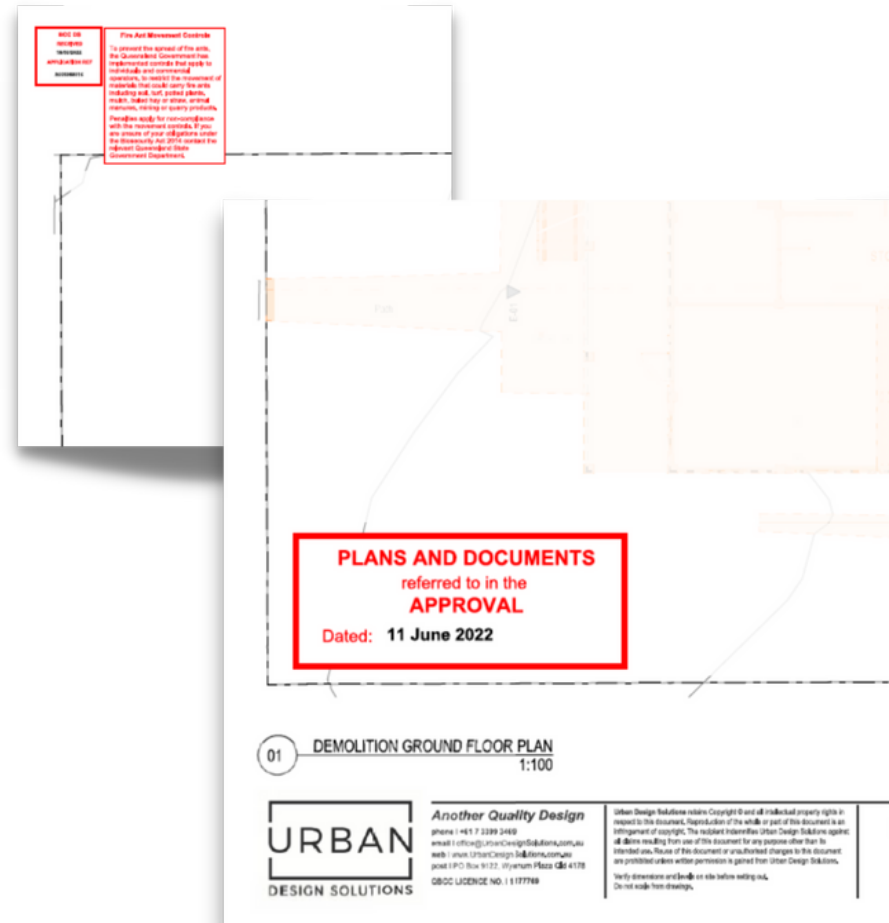 RECEIVED
APPLICATION REF
Fire Ant Movement Controls
To prevent the spread of fire ants,
the Queensland Government has
implemented controls that apply to
individuals and commercial
operators, to restrict the movement of
materials that could carry fire ants
including soil, turf, potted plants,
mulch, baled hay or straw, animal
manures, mining or quarry products.
Penalties apply for non-compliance
with the movement controls. If you
are unsure of your obligations under
the Biosecurity Act 2014 contact the
relevant Queensland State
Government Department.
E41
PLANS AND DOCUMENTS
referred to in the
APPROVAL
Dated: 11 June 2022
01 DEMOLITION GROUND FLOOR PLAN
1:100
URBAN
DESIGN SOLUTIONS
Another Quality Design
phone | +61 7 3399 3469
email | office@UrbanDesignSolutions.com.au
web | www.UrbanDesignSolutions.com.au
post | PO Box 9122, Wynnum Plaza Qld 4178
QBCC LICENCE NO. | 1177769
Urban Design Solutions retains Copyright © and all intellectual property rights in
respect to this document. Reproduction of the whole or part of this document is an
infringement of copyright. The recipient indemnifies Urban Design Solutions against
all claims resulting from use of this document for any purpose other than its
intended use. Reuse of this document or unauthorised changes to this document
are prohibited unless written permission is gained from Urban Design Solutions.
Verify dimensions and levels on site before setting out.
Do not scale from drawings.